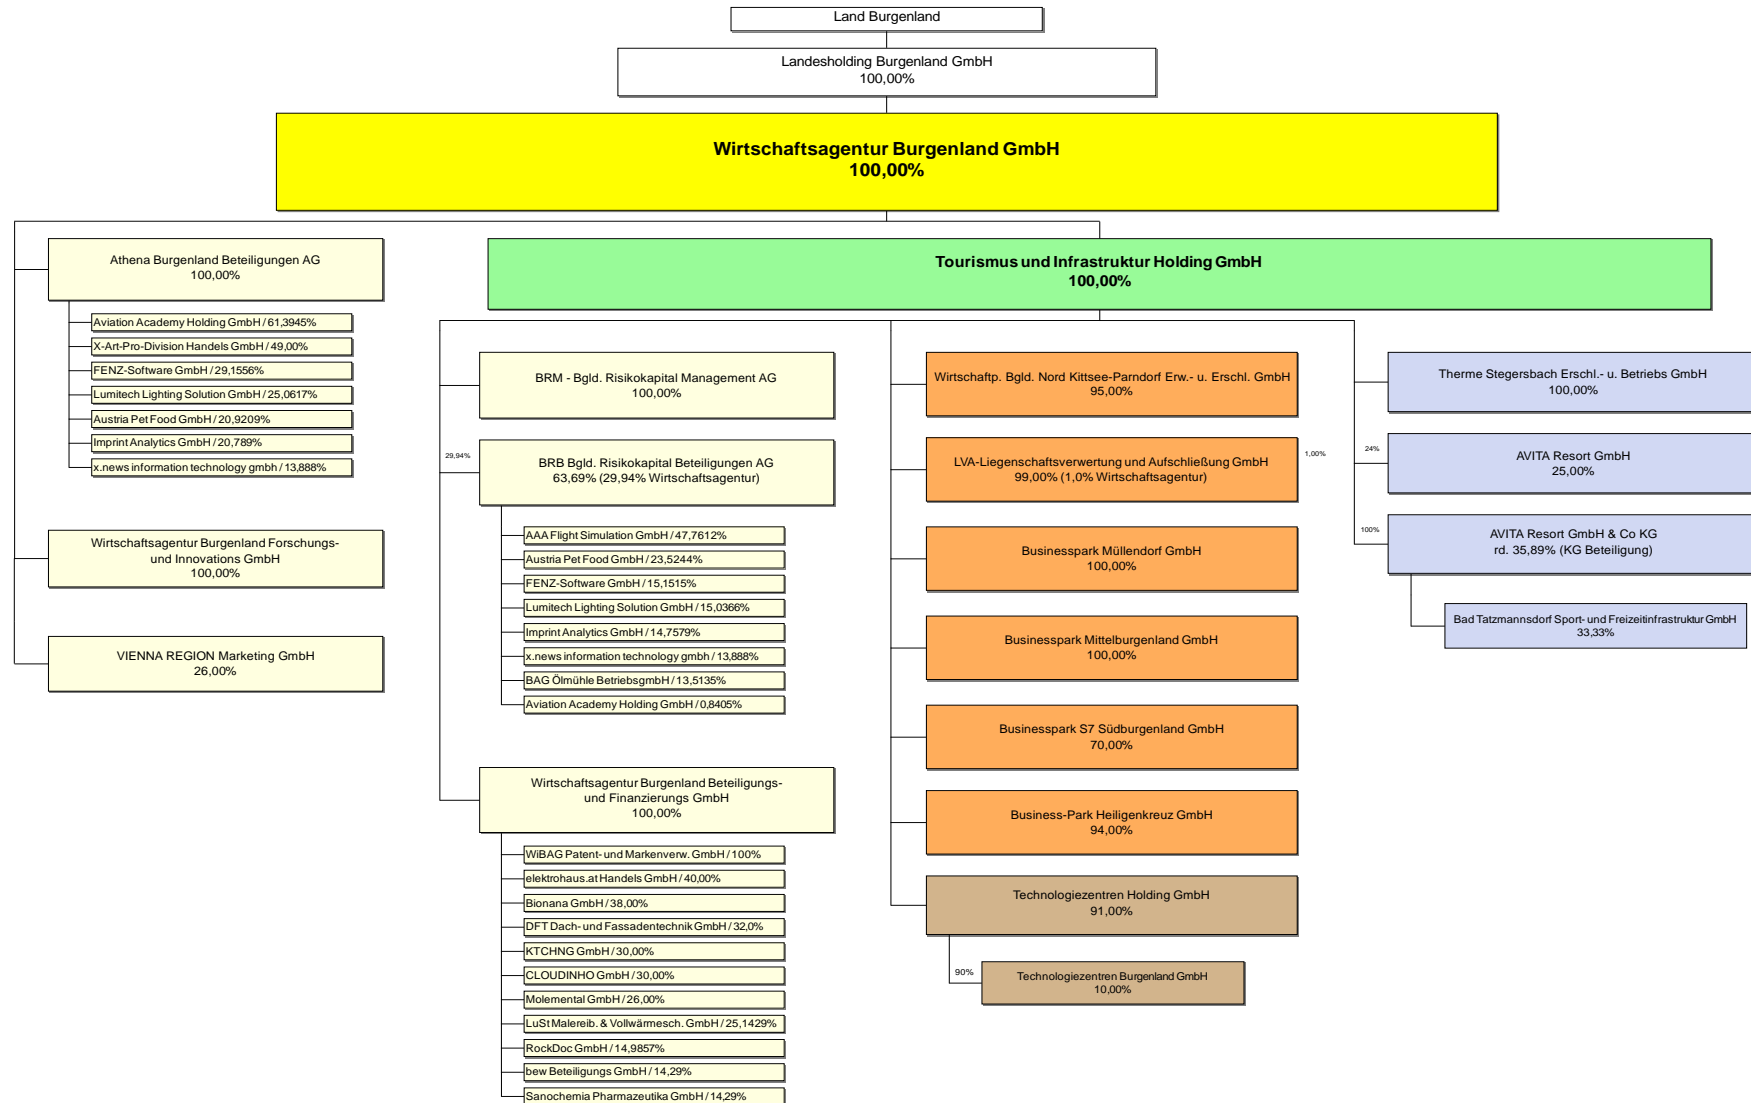 Land Burgenland
Landesholding Burgenland GmbH
100,00%
Wirtschaftsagentur Burgenland GmbH
100,00%
Athena Burgenland Beteiligungen AG
100,00%
Aviation Academy Holding GmbH / 61,3945%
X-Art-Pro-Division Handels GmbH / 49,00%
FENZ-Software GmbH / 29,1556%
Lumitech Lighting Solution GmbH / 25,0617%
Austria Pet Food GmbH / 20,9209%
Imprint Analytics GmbH / 20,789%
x.news information technology gmbh / 13,888%
Wirtschaftsagentur Burgenland Forschungs-
und Innovations GmbH
100,00%
VIENNA REGION Marketing GmbH
26,00%
Tourismus und Infrastruktur Holding GmbH
100,00%
BRM - Bgld. Risikokapital Management AG
100,00%
29,94%
BRB Bgld. Risikokapital Beteiligungen AG
63,69% (29,94% Wirtschaftsagentur)
AAA Flight Simulation GmbH / 47,7612%
Austria Pet Food GmbH / 23,5244%
FENZ-Software GmbH / 15,1515%
Lumitech Lighting Solution GmbH / 15,0366%
Imprint Analytics GmbH / 14,7579%
x.news information technology gmbh / 13,888%
BAG Ölmühle BetriebsgmbH / 13,5135%
Aviation Academy Holding GmbH / 0,8405%
Wirtschaftsagentur Burgenland Beteiligungs-
und Finanzierungs GmbH
100,00%
WiBAG Patent- und Markenverw. GmbH / 100%
elektrohaus.at Handels GmbH / 40,00%
Bionana GmbH / 38,00%
DFT Dach- und Fassadentechnik GmbH / 32,0%
KTCHNG GmbH / 30,00%
CLOUDINHO GmbH / 30,00%
Molemental GmbH / 26,00%
LuSt Malereib. & Vollwärmesch. GmbH / 25,1429%
RockDoc GmbH / 14,9857%
bew Beteiligungs GmbH / 14,29%
Sanochemia Pharmazeutika GmbH / 14,29%
Wirtschaftp. Bgld. Nord Kittsee-Parndorf Erw.- u. Erschl. GmbH
95,00%
LVA-Liegenschaftsverwertung und Aufschließung GmbH
99,00% (1,0% Wirtschaftsagentur)
1,00%
Businesspark Müllendorf GmbH
100,00%
Businesspark Mittelburgenland GmbH
100,00%
Businesspark S7 Südburgenland GmbH
70,00%
Business-Park Heiligenkreuz GmbH
94,00%
Technologiezentren Holding GmbH
91,00%
90%
Technologiezentren Burgenland GmbH
10,00%
Therme Stegersbach Erschl.- u. Betriebs GmbH
100,00%
24%
AVITA Resort GmbH
25,00%
100%
AVITA Resort GmbH & Co KG
rd. 35,89% (KG Beteiligung)
Bad Tatzmannsdorf Sport- und Freizeitinfrastruktur GmbH
33,33%